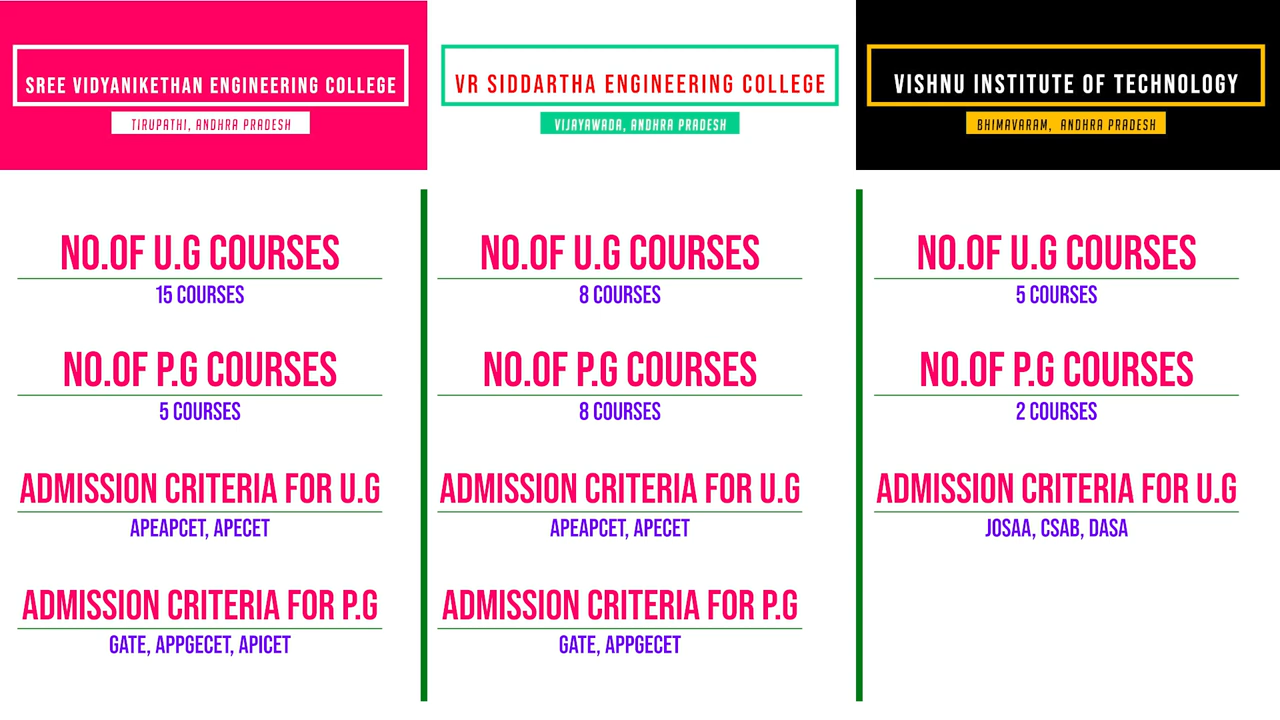 SREE VIDYANIKETHAN ENGINEERING COLLEGE
TIRUPATHI, ANDHRA PRADESH
NO.OF U.G COURSES
15 COURSES
NO.OF P.G COURSES
5 COURSES
ADMISSION CRITERIA FOR U.G
APEAPCET, APECET
ADMISSION CRITERIA FOR P.G
GATE, APPGECET, APICET
VR SIDDARTHA ENGINEERING COLLEGE
VIJAYAWADA, ANDHRA PRADESH
NO.OF U.G COURSES
8 COURSES
NO.OF P.G COURSES
8 COURSES
ADMISSION CRITERIA FOR U.G
APEAPCET, APECET
ADMISSION CRITERIA FOR P.G
GATE, APPGECET
VISHNU INSTITUTE OF TECHNOLOGY
BHIMAVARAM, ANDHRA PRADESH
NO.OF U.G COURSES
5 COURSES
NO.OF P.G COURSES
2 COURSES
ADMISSION CRITERIA FOR U.G
JOSAA, CSAB, DASA